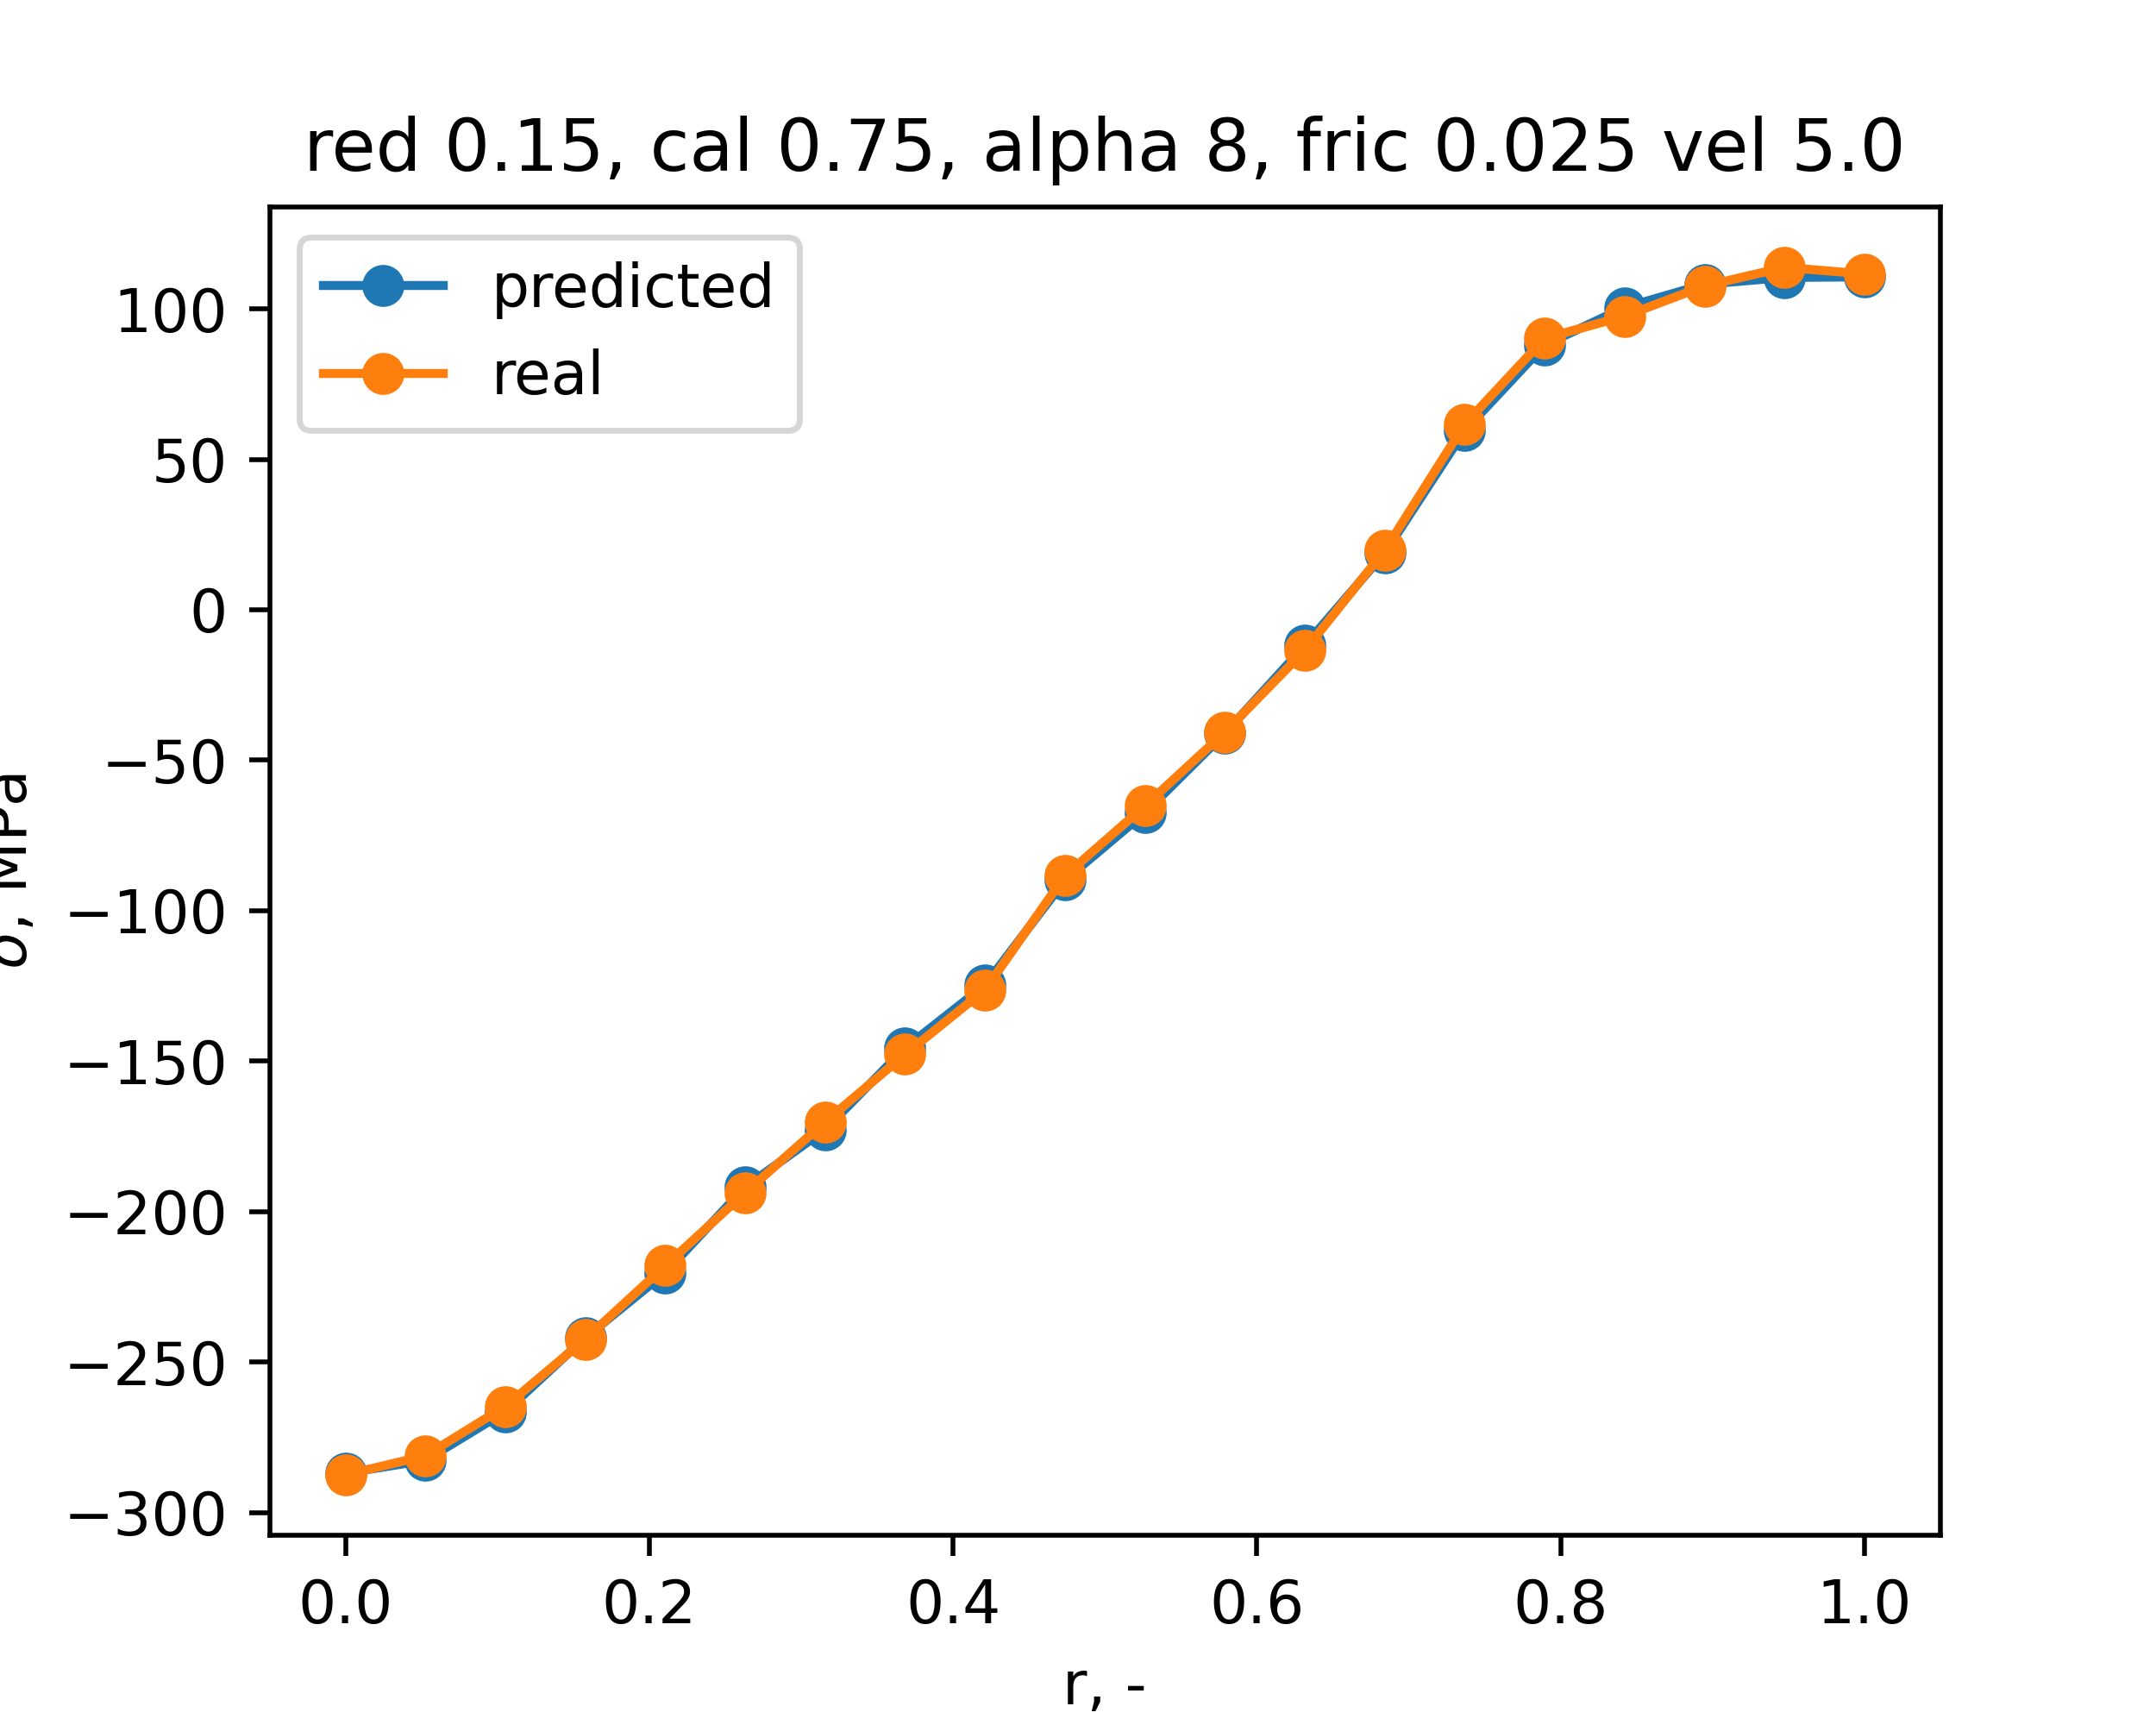 red 0.15, cal 0.75, alpha 8, fric 0.025 vel 5.0
predicted
real
100
50
0
−50
−100
−150
−200
−250
−300
σ, MPa
0.0 0.2 0.4 0.6 0.8 1.0
r, -